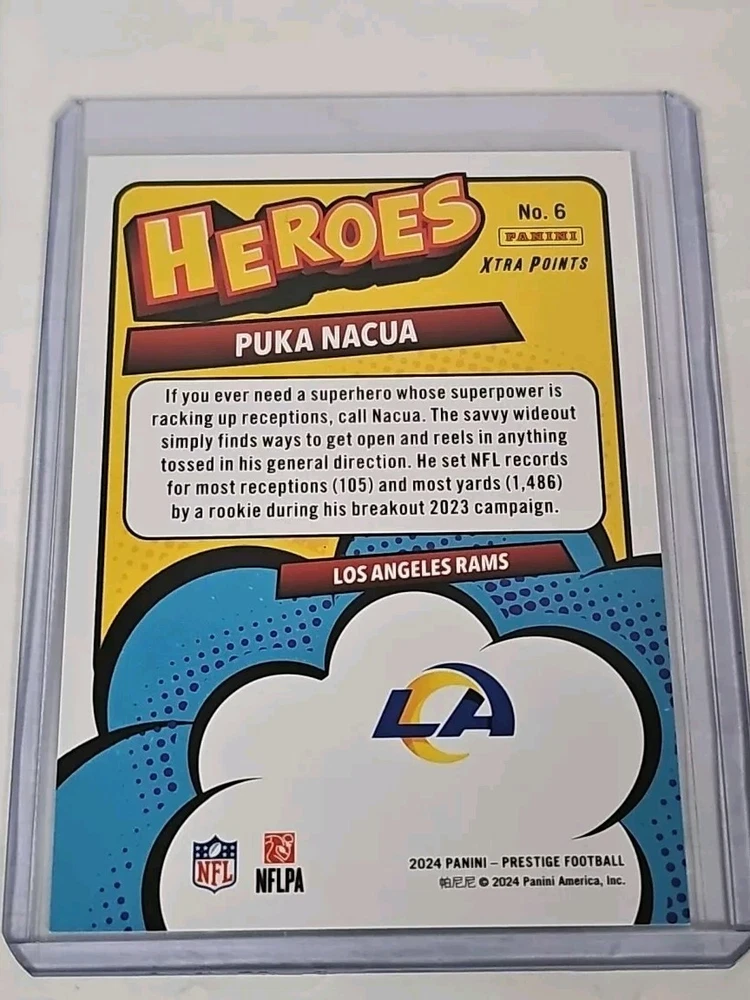 HEROES
No. 6
PANINI
XTRA POINTS
PUKA NACUA
If you ever need a superhero whose superpower is
racking up receptions, call Nacua. The savvy wideout
simply finds ways to get open and reels in anything
tossed in his general direction. He set NFL records
for most receptions (105) and most yards (1,486)
by a rookie during his breakout 2023 campaign.
LOS ANGELES RAMS
LA
NFL
NFLPA
2024 PANINI – PRESTIGE FOOTBALL
帕尼尼 © 2024 Panini America, Inc.